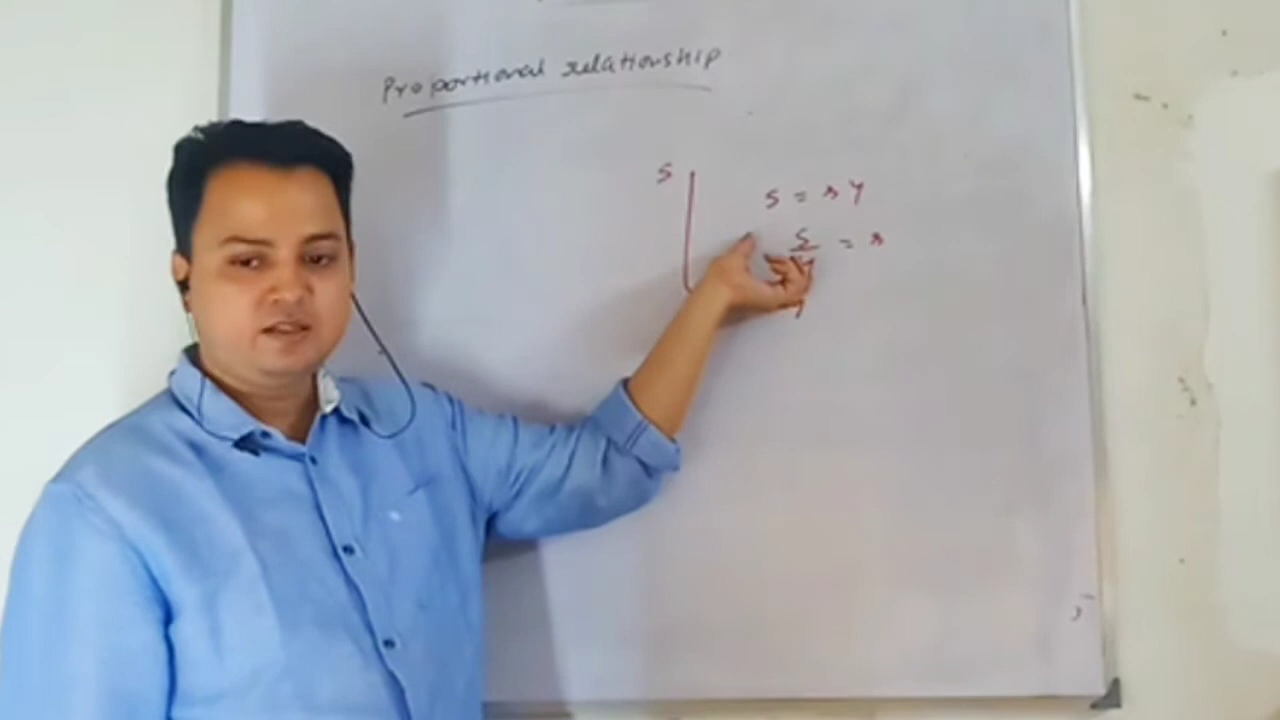 Proportional relationship
S
S = s Y
S/Y = s
Y